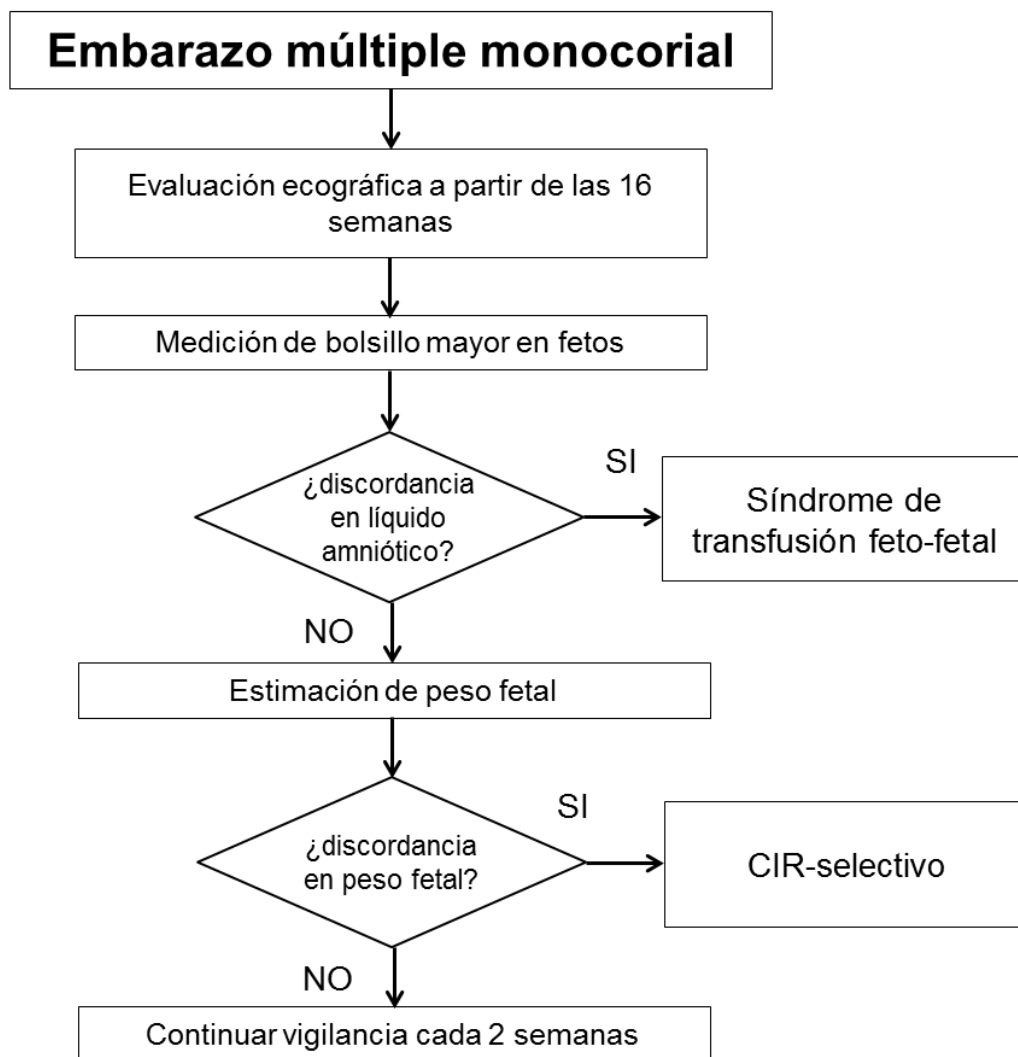 Embarazo múltiple monocorial
Evaluación ecográfica a partir de las 16
semanas
Medición de bolsillo mayor en fetos
¿discordancia
en líquido
amniótico?
SI
Síndrome de
transfusión feto-fetal
NO
Estimación de peso fetal
¿discordancia
en peso fetal?
SI
CIR-selectivo
NO
Continuar vigilancia cada 2 semanas